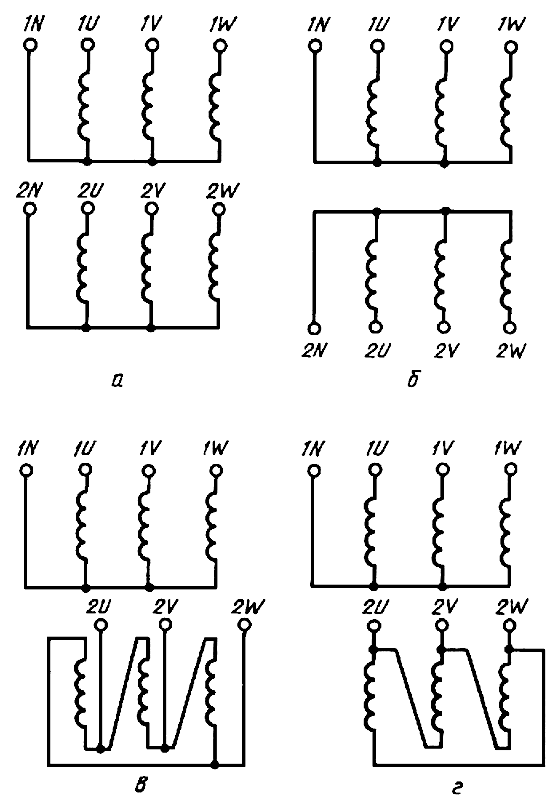 1N 1U 1V 1W 1N 1U 1V 1W
2N 2U 2V 2W
2N 2U 2V 2W
а б
1N 1U 1V 1W 1N 1U 1V 1W
2U 2V 2W 2U 2V 2W
в г